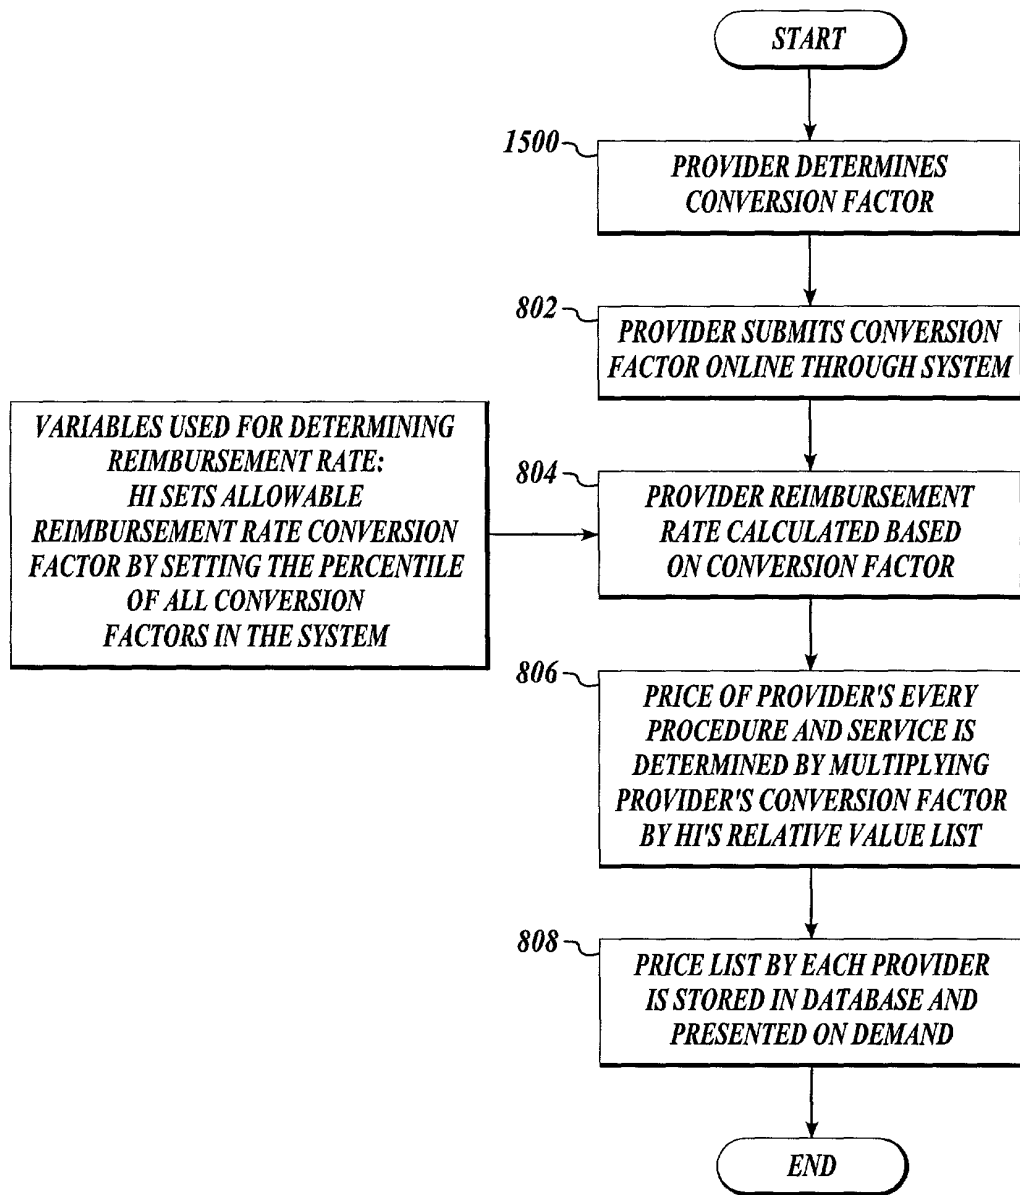 START
1500
PROVIDER DETERMINES
CONVERSION FACTOR
802
PROVIDER SUBMITS CONVERSION
FACTOR ONLINE THROUGH SYSTEM
VARIABLES USED FOR DETERMINING
REIMBURSEMENT RATE:
HI SETS ALLOWABLE
REIMBURSEMENT RATE CONVERSION
FACTOR BY SETTING THE PERCENTILE
OF ALL CONVERSION
FACTORS IN THE SYSTEM
804
PROVIDER REIMBURSEMENT
RATE CALCULATED BASED
ON CONVERSION FACTOR
806
PRICE OF PROVIDER'S EVERY
PROCEDURE AND SERVICE IS
DETERMINED BY MULTIPLYING
PROVIDER'S CONVERSION FACTOR
BY HI'S RELATIVE VALUE LIST
808
PRICE LIST BY EACH PROVIDER
IS STORED IN DATABASE AND
PRESENTED ON DEMAND
END